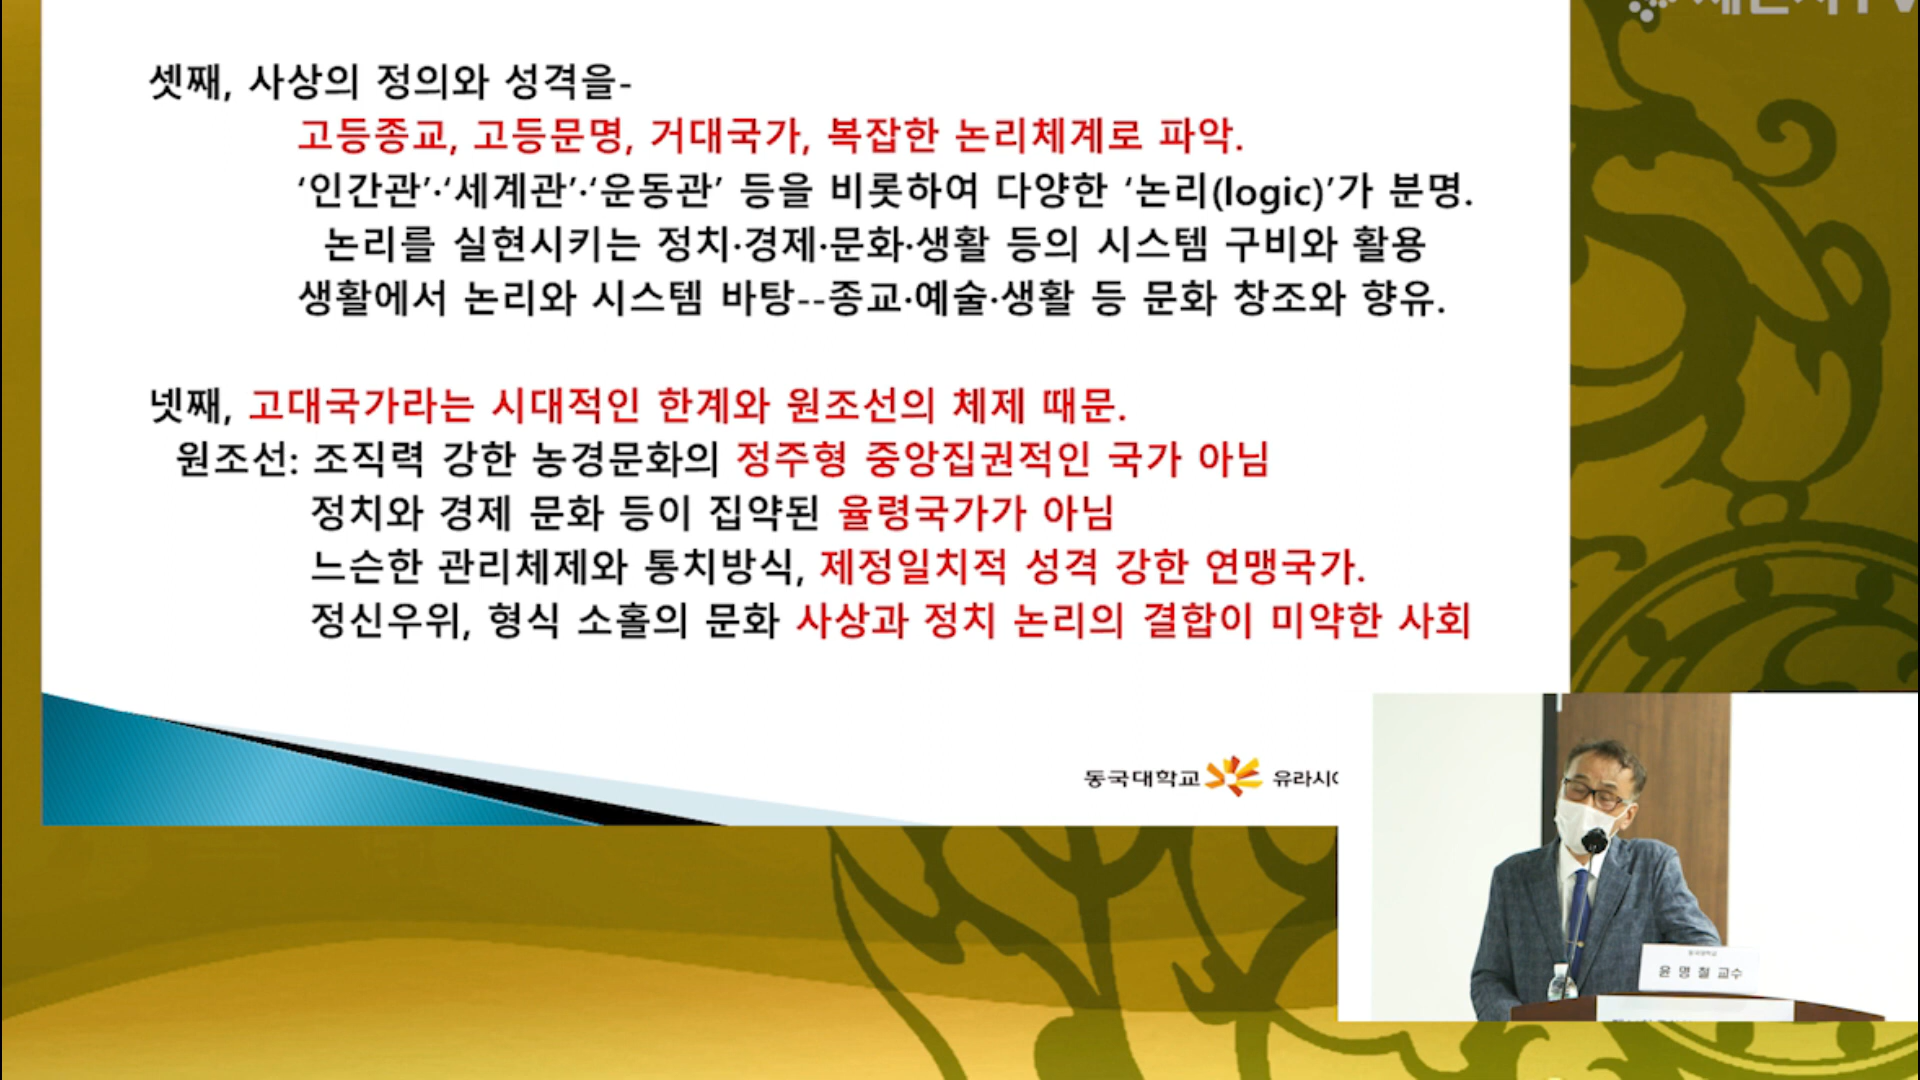 셋째, 사상의 정의와 성격을-
고등종교, 고등문명, 거대국가, 복잡한 논리체계로 파악.
‘인간관’·‘세계관’·‘운동관’ 등을 비롯하여 다양한 ‘논리(logic)’가 분명.
논리를 실현시키는 정치·경제·문화·생활 등의 시스템 구비와 활용
생활에서 논리와 시스템 바탕--종교·예술·생활 등 문화 창조와 향유.
넷째, 고대국가라는 시대적인 한계와 원조선의 체제 때문.
원조선: 조직력 강한 농경문화의 정주형 중앙집권적인 국가 아님
정치와 경제 문화 등이 집약된 율령국가가 아님
느슨한 관리체제와 통치방식, 제정일치적 성격 강한 연맹국가.
정신우위, 형식 소홀의 문화 사상과 정치 논리의 결합이 미약한 사회
동국대학교 유라시아
동국대학교
윤 명 철 교수